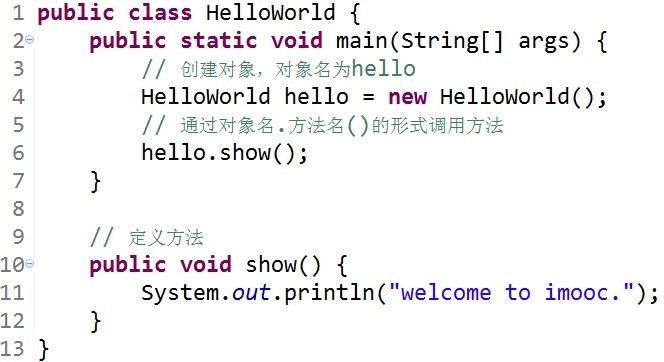 1 public class HelloWorld {
2 public static void main(String[] args) {
3 // 创建对象，对象名为hello
4 HelloWorld hello = new HelloWorld();
5 // 通过对象名.方法名()的形式调用方法
6 hello.show();
7 }
8
9 // 定义方法
10 public void show() {
11 System.out.println("welcome to imooc.");
12 }
13 }